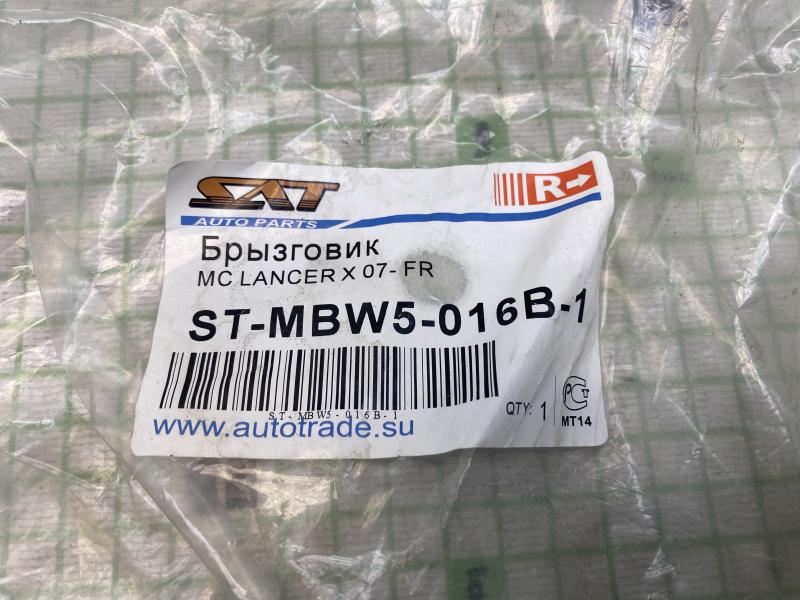 SAT
AUTO PARTS
R
Брызговик
MC LANCER X 07- FR
ST-MBW5-016B-1
ST-MBW5-016B-1
QTY: 1
MT14
www.autotrade.su